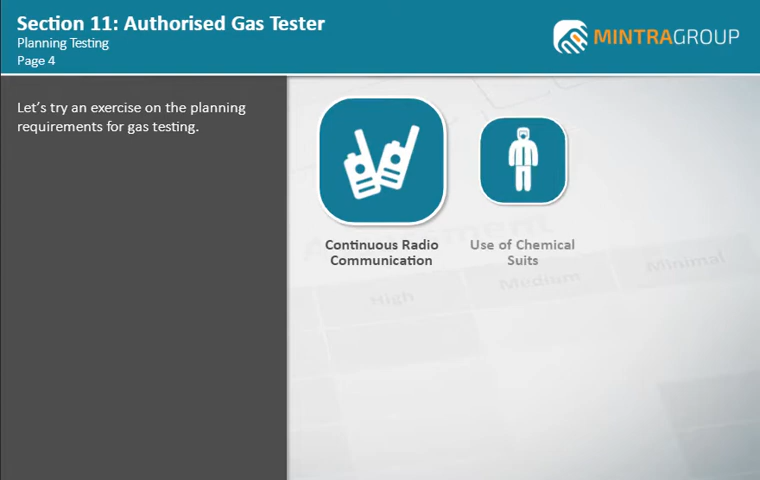 Section 11: Authorised Gas Tester
Planning Testing
Page 4
MINTRAGROUP
Let's try an exercise on the planning
requirements for gas testing.
Continuous Radio
Communication
Use of Chemical
Suits
High
Medium
Minimal